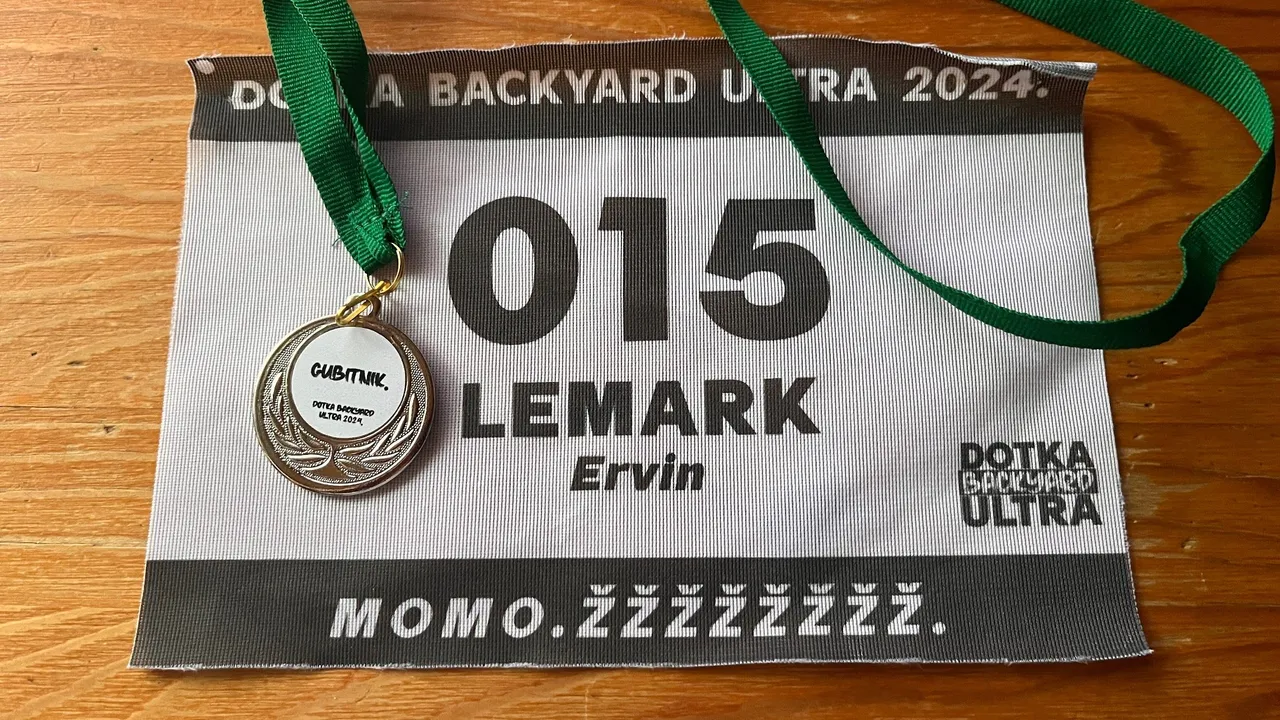 DOTKA BACKYARD ULTRA 2024.
015
LEMARK
Ervin
GUBITNIK.
DOTKA BACKYARD
ULTRA 2024.
DOTKA
BACKYARD
ULTRA
MOMO.ŽŽŽŽŽŽŽŽ.